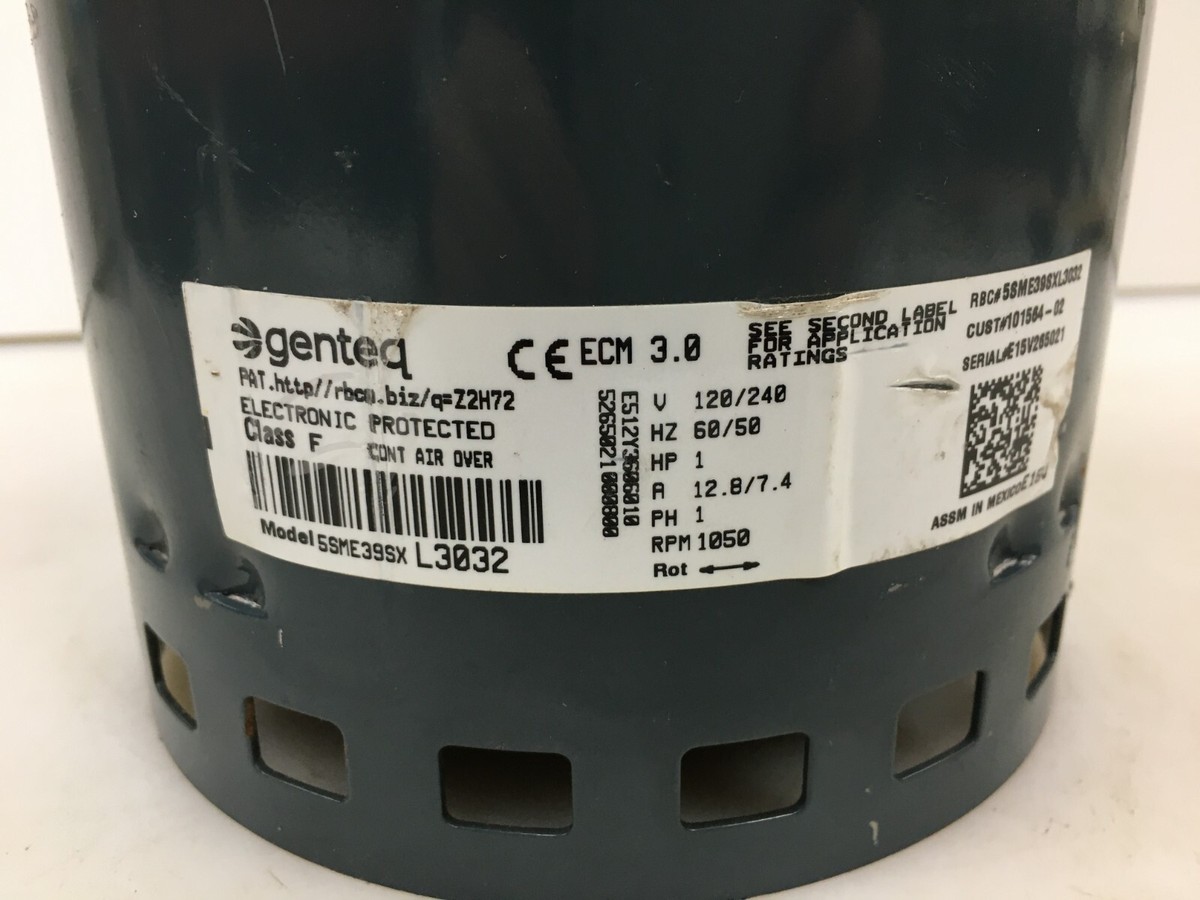 genteq
PAT.http//rbcm.biz/q=Z2H72
ELECTRONIC PROTECTED
Class F CONT AIR OVER
Model 5SME39SX L3032
CE ECM 3.0
E512Y3606010
5265021000800
V 120/240
HZ 60/50
HP 1
A 12.8/7.4
PH 1
RPM 1050
Rot
SEE SECOND LABEL
FOR APPLICATION
RATINGS
RBC#5SME39SXL3032
CUST#101564-02
SERIAL#E15V205021
ASSM IN MEXICO